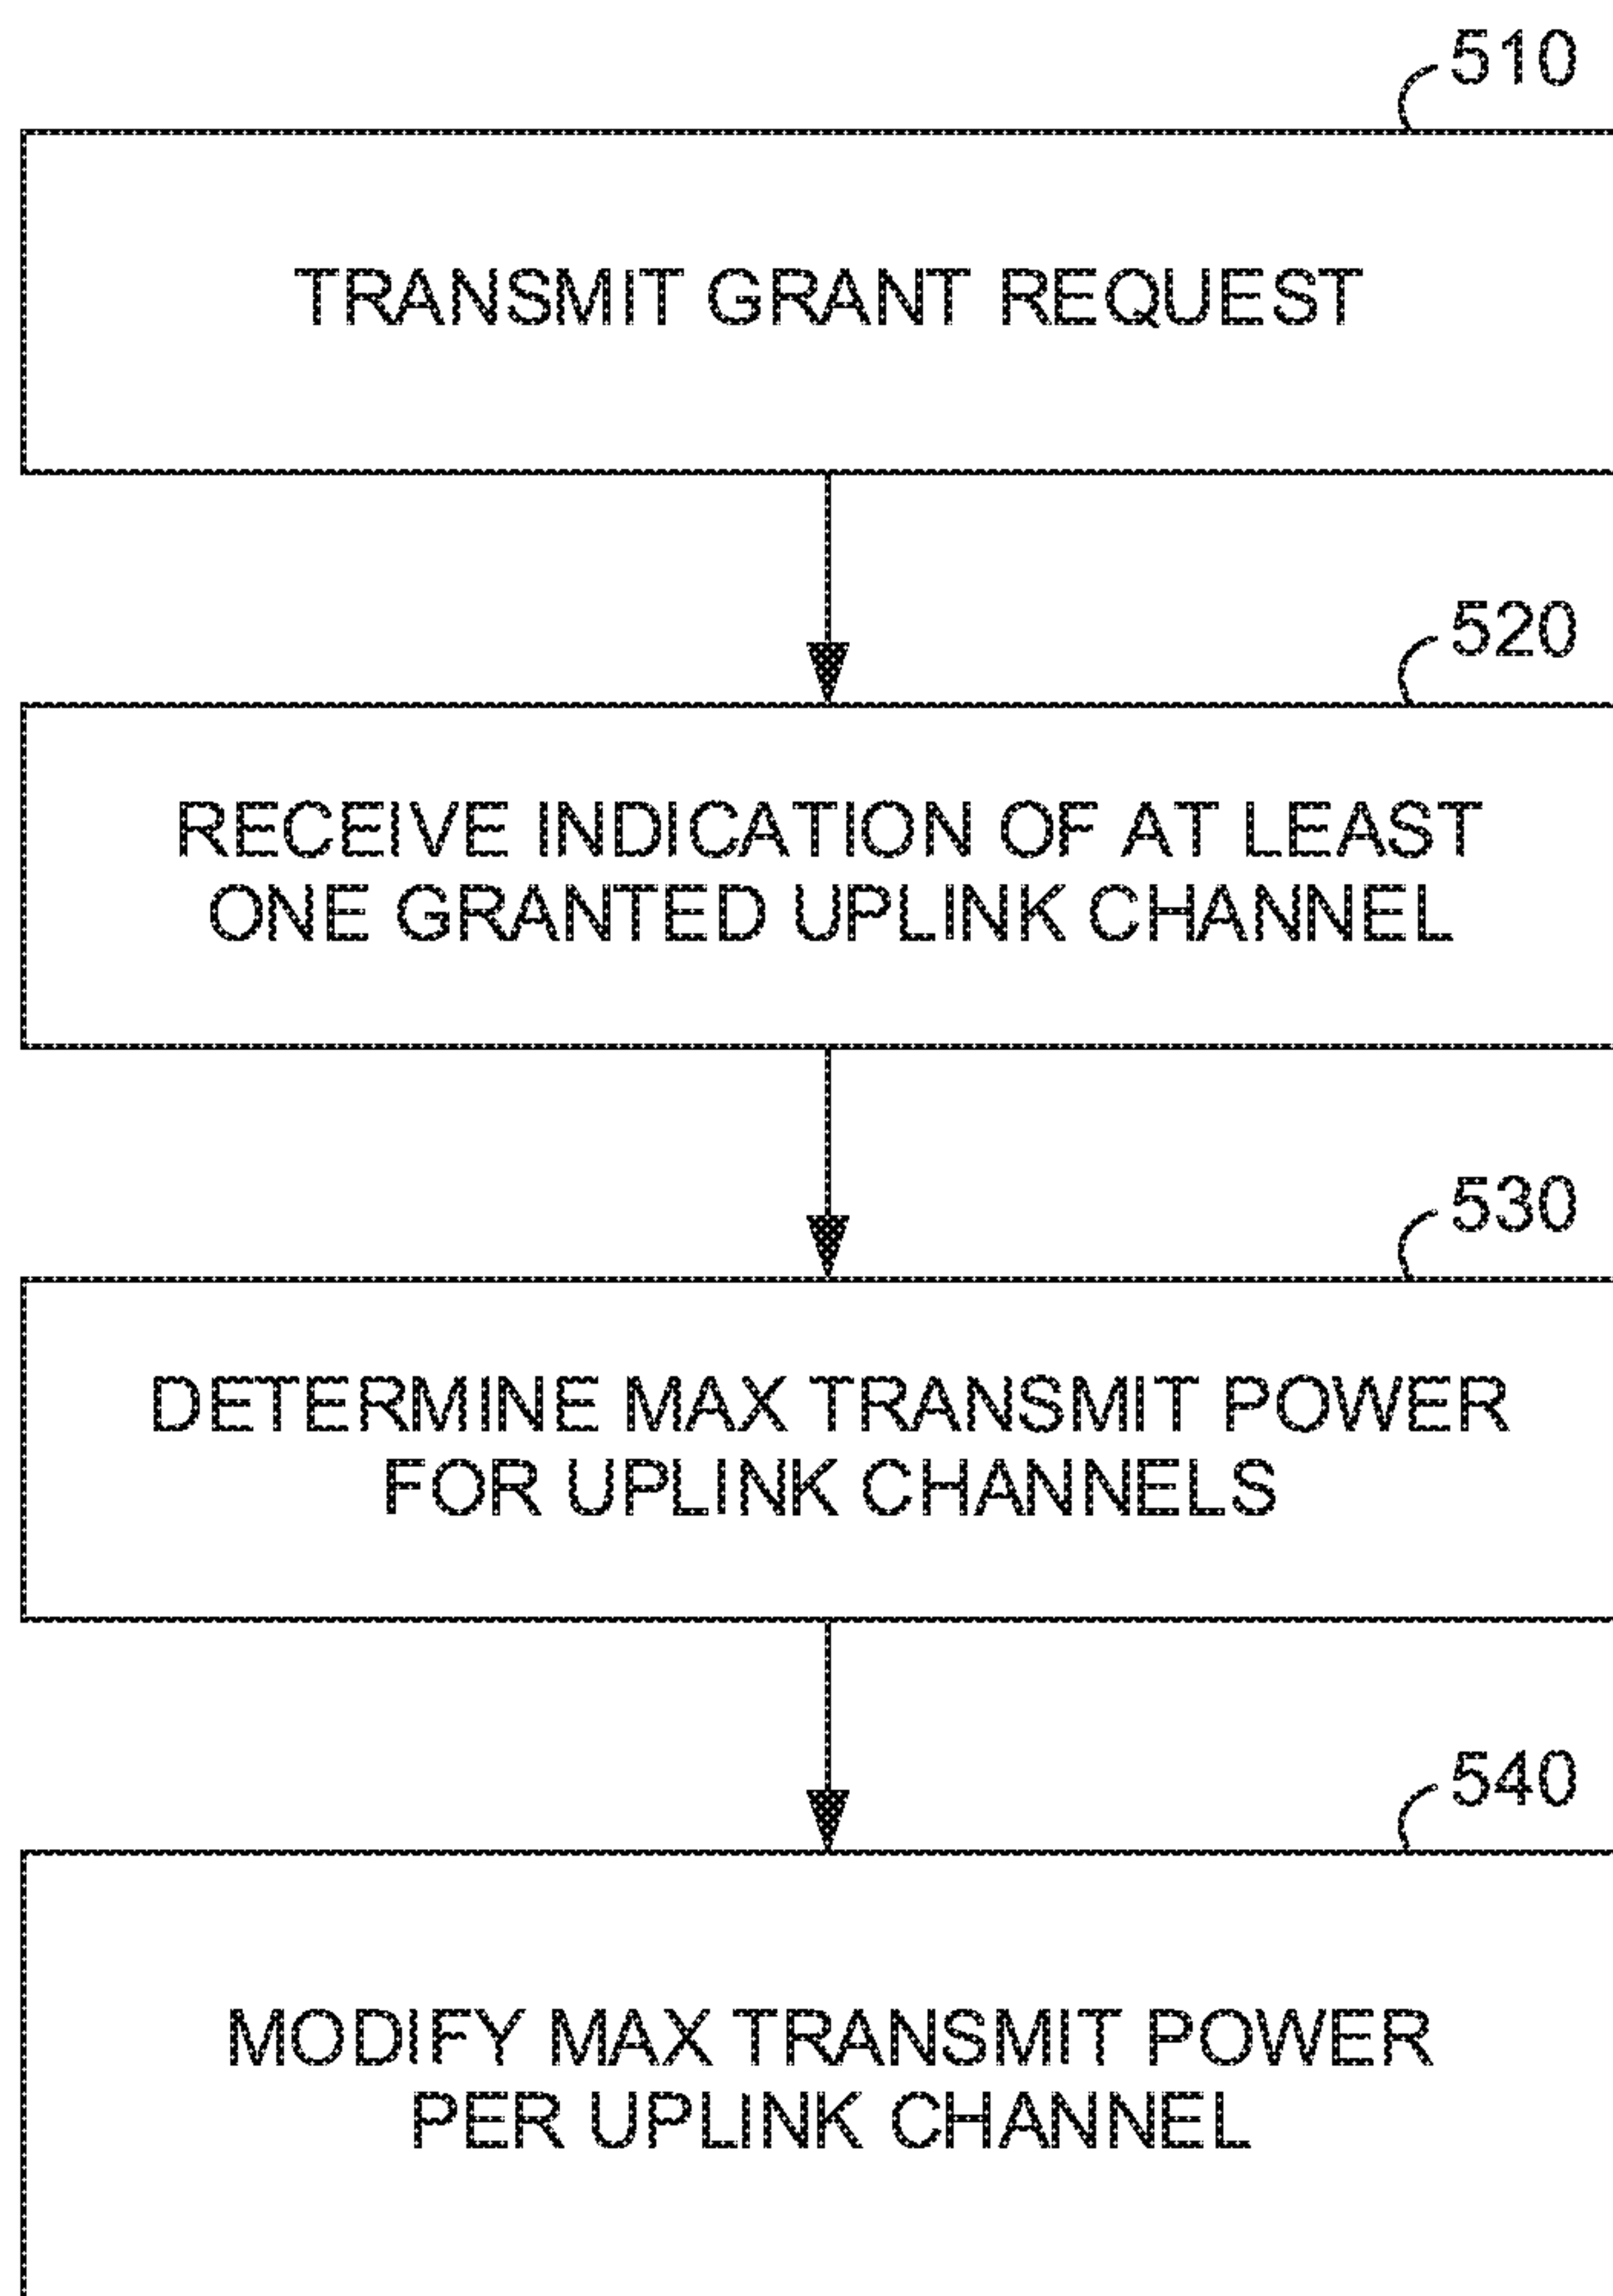 510
TRANSMIT GRANT REQUEST
520
RECEIVE INDICATION OF AT LEAST
ONE GRANTED UPLINK CHANNEL
530
DETERMINE MAX TRANSMIT POWER
FOR UPLINK CHANNELS
540
MODIFY MAX TRANSMIT POWER
PER UPLINK CHANNEL